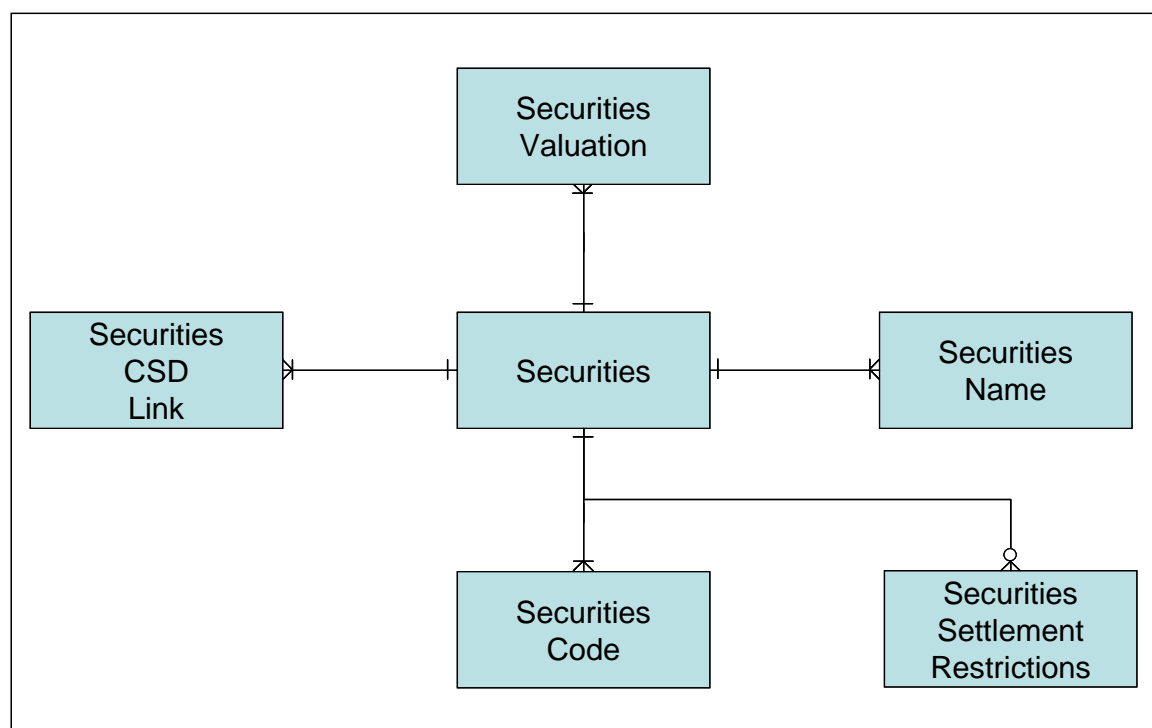 Securities
Valuation
Securities
CSD
Link
Securities
Securities
Name
Securities
Code
Securities
Settlement
Restrictions